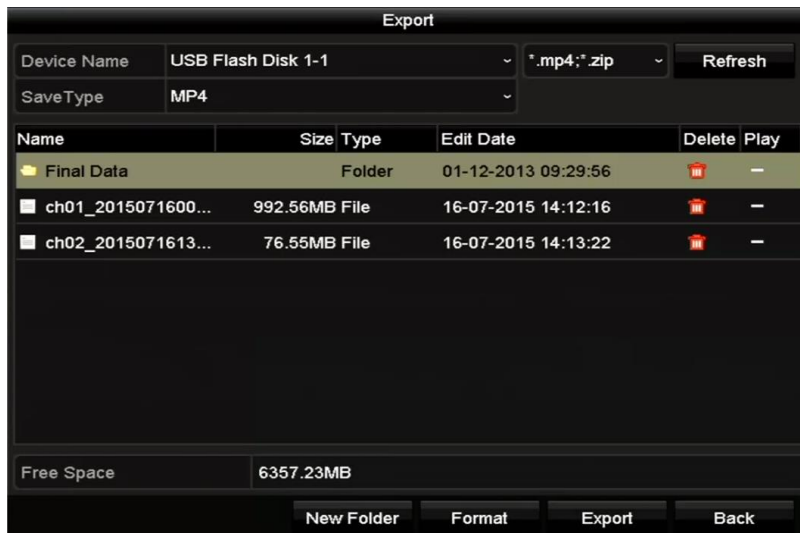 Export
Device Name USB Flash Disk 1-1 *.mp4;*.zip Refresh
SaveType MP4
Name Size Type Edit Date Delete Play
Final Data Folder 01-12-2013 09:29:56
ch01_2015071600... 992.56MB File 16-07-2015 14:12:16
ch02_2015071613... 76.55MB File 16-07-2015 14:13:22
Free Space 6357.23MB
New Folder Format Export Back